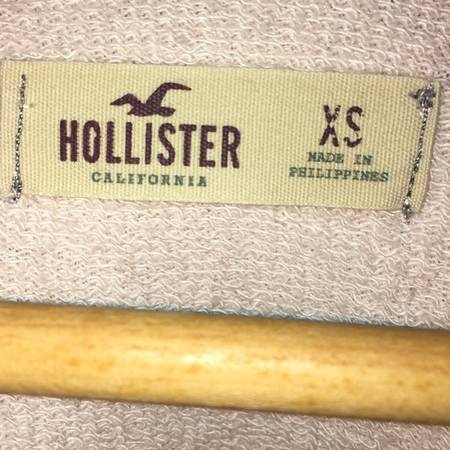 HOLLISTER
CALIFORNIA
XS
MADE IN
PHILIPPINES